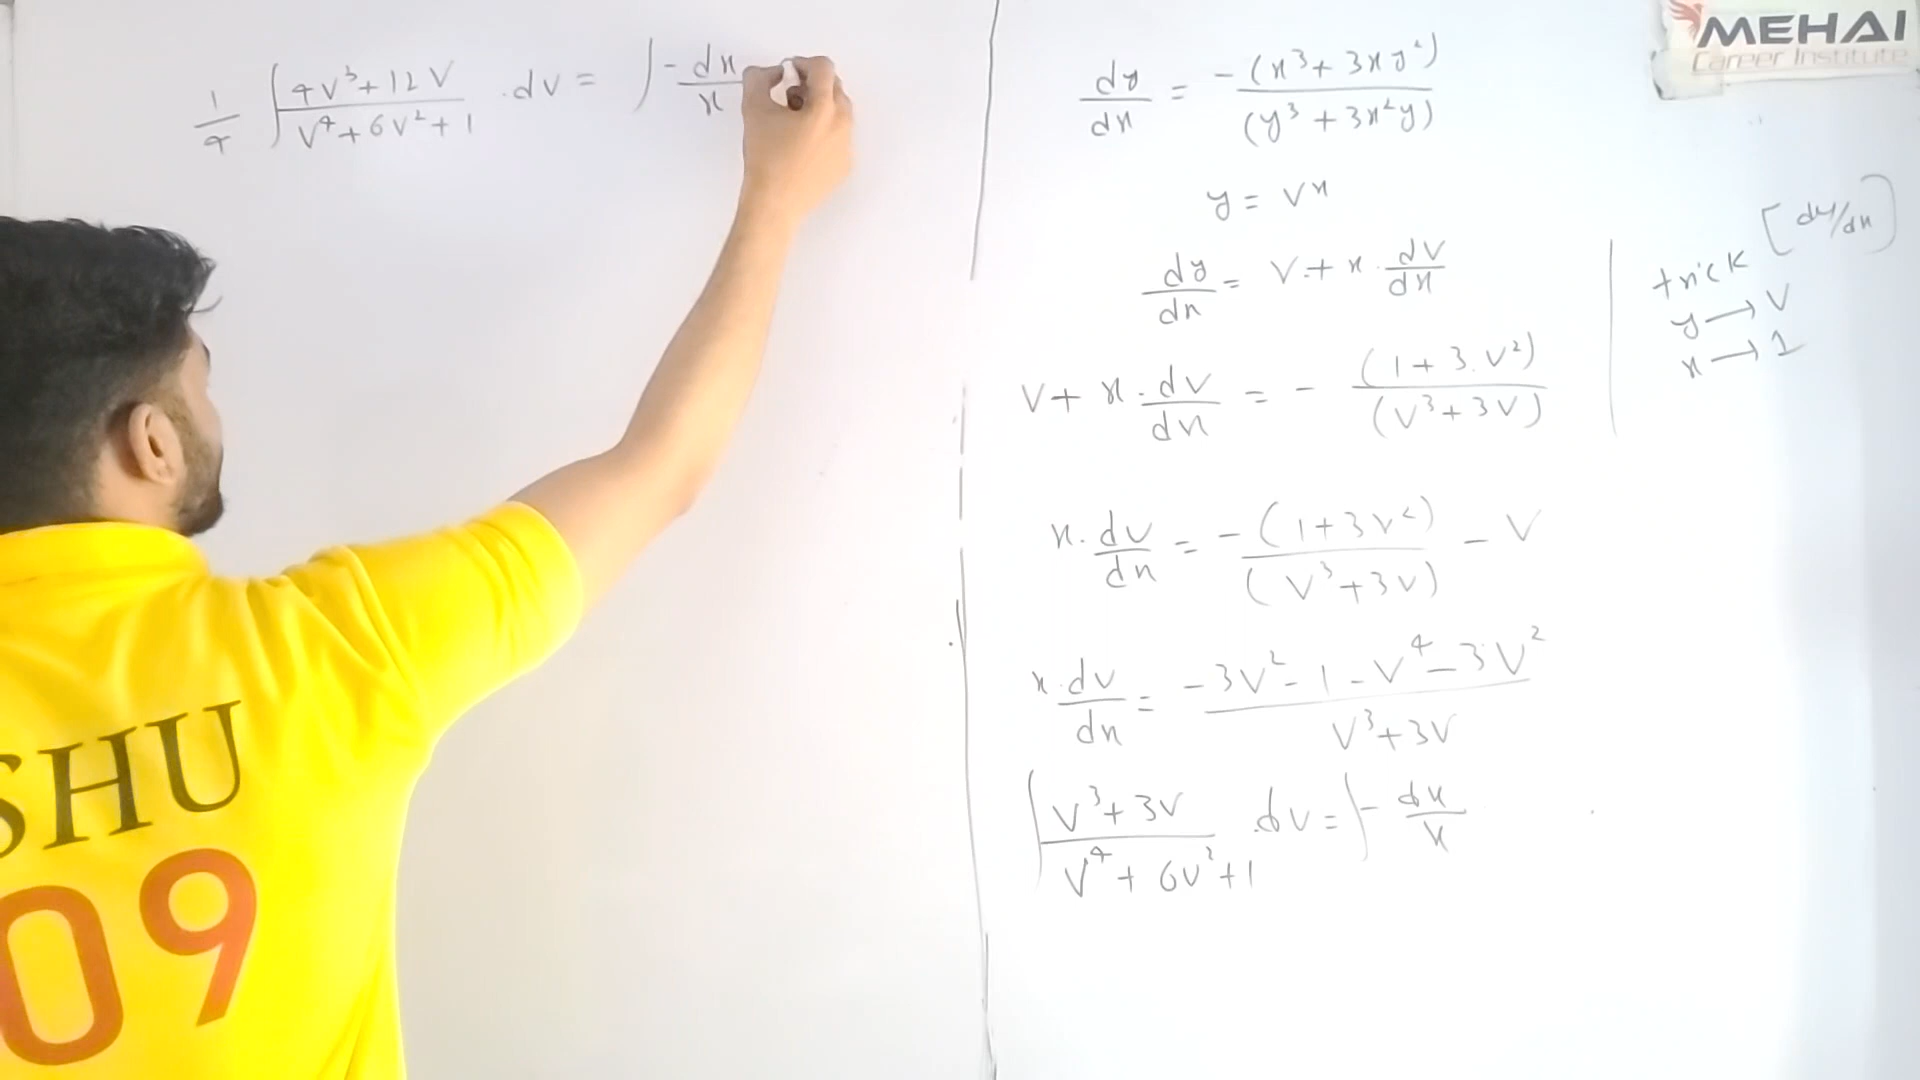 1/4 ∫ (4v³+12v)/(v⁴+6v²+1) .dv = ∫ -dx/x
MEHAI
Career Institute
dy/dx = -(x³+3xy²)/(y³+3x²y)
y = vx
dy/dx = v.+x.dv/dx
trick [dy/dx]
y→v
x→1
v+x.dv/dx = -(1+3.v²)/(v³+3v)
x.dv/dx = -(1+3v²)/(v³+3v) - v
x.dv/dx = (-3v²-1-v⁴-3v²)/(v³+3v)
∫ (v³+3v)/(v⁴+6v²+1) .dv = ∫ -dx/x
SHU
09